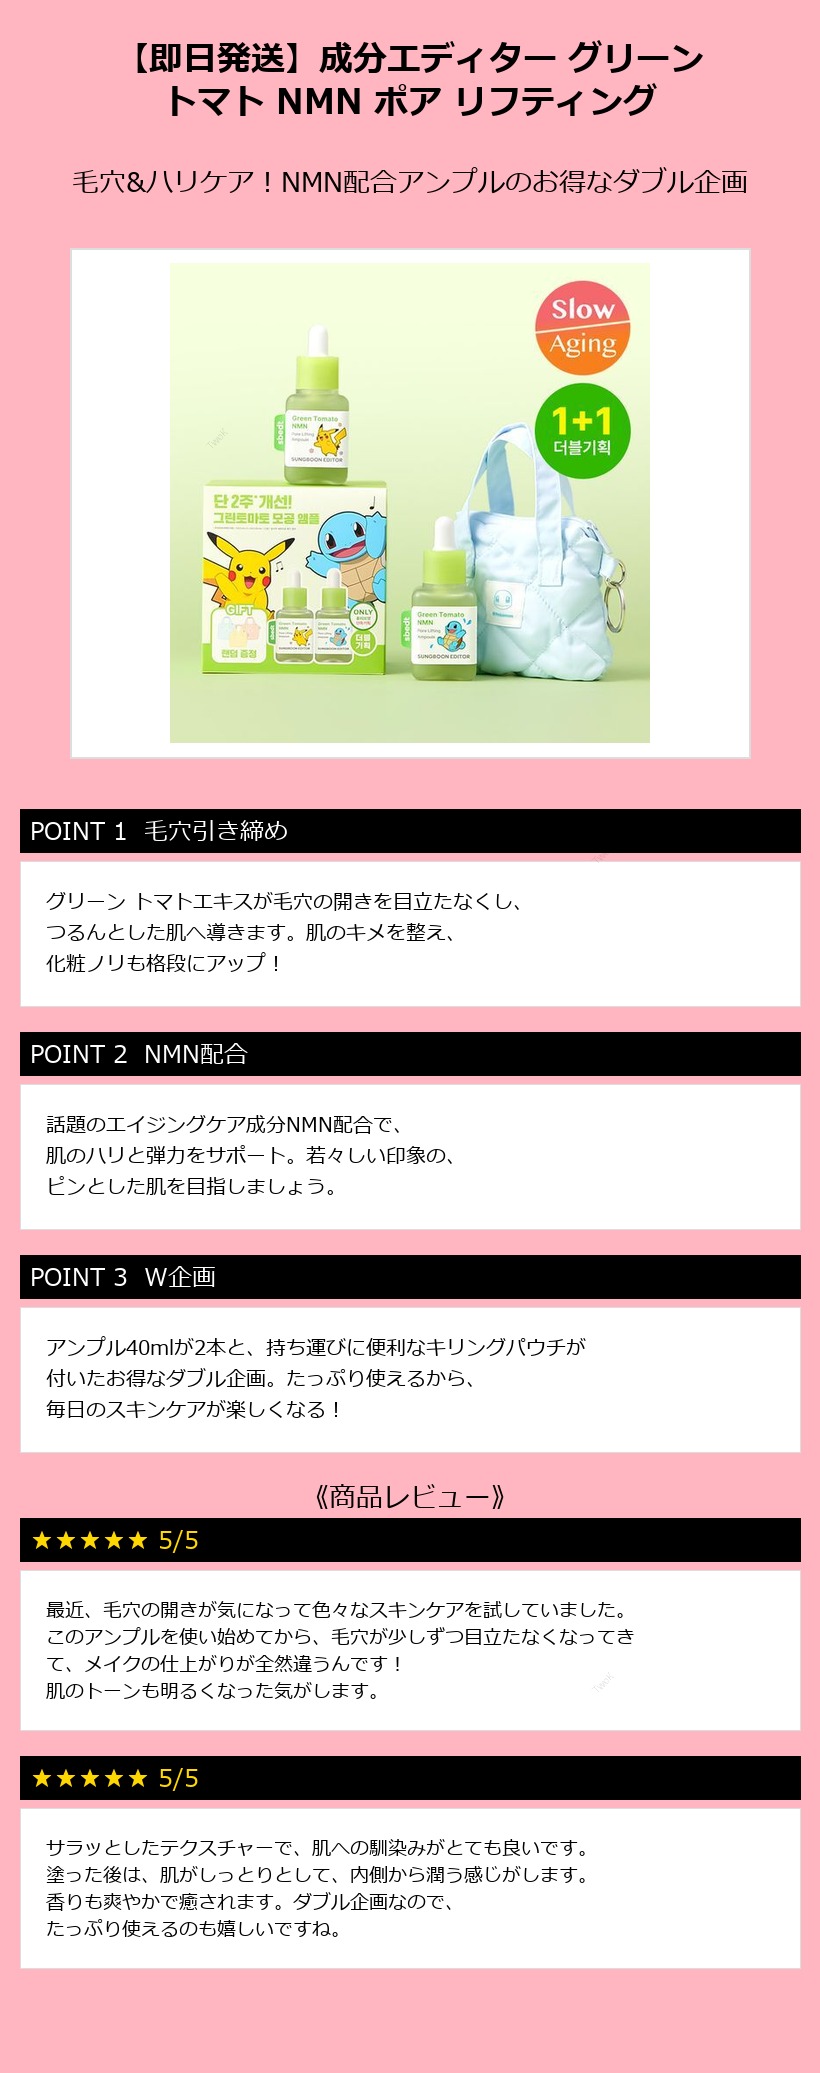 【即日発送】成分エディター グリーン
トマト NMN ポア リフティング
毛穴&ハリケア！NMN配合アンプルのお得なダブル企画
Slow
Aging
1+1
더블기획
Green Tomato
NMN
Pore Lifting
Ampoule
sbedi
SUNGBOON EDITOR
단 2주* 개선!
그린토마토 모공 앰플
GIFT
랜덤 증정
Green Tomato
NMN
SUNGBOON EDITOR
Green Tomato
NMN
SUNGBOON EDITOR
ONLY
더블
기획
Green Tomato
NMN
Pore Lifting
Ampoule
sbedi
SUNGBOON EDITOR
POINT 1 毛穴引き締め
グリーン トマトエキスが毛穴の開きを目立たなくし、
つるんとした肌へ導きます。肌のキメを整え、
化粧ノリも格段にアップ！
POINT 2 NMN配合
話題のエイジングケア成分NMN配合で、
肌のハリと弾力をサポート。若々しい印象の、
ピンとした肌を目指しましょう。
POINT 3 W企画
アンプル40mlが2本と、持ち運びに便利なキリングパウチが
付いたお得なダブル企画。たっぷり使えるから、
毎日のスキンケアが楽しくなる！
《商品レビュー》
★★★★★ 5/5
最近、毛穴の開きが気になって色々なスキンケアを試していました。
このアンプルを使い始めてから、毛穴が少しずつ目立たなくなってき
て、メイクの仕上がりが全然違うんです！
肌のトーンも明るくなった気がします。
★★★★★ 5/5
サラッとしたテクスチャーで、肌への馴染みがとても良いです。
塗った後は、肌がしっとりとして、内側から潤う感じがします。
香りも爽やかで癒されます。ダブル企画なので、
たっぷり使えるのも嬉しいですね。